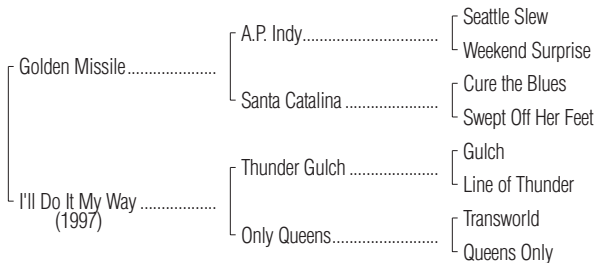 Seattle Slew
A.P. Indy
Weekend Surprise
Golden Missile
Cure the Blues
Santa Catalina
Swept Off Her Feet
Gulch
Thunder Gulch
Line of Thunder
I'll Do It My Way
(1997)
Transworld
Only Queens
Queens Only